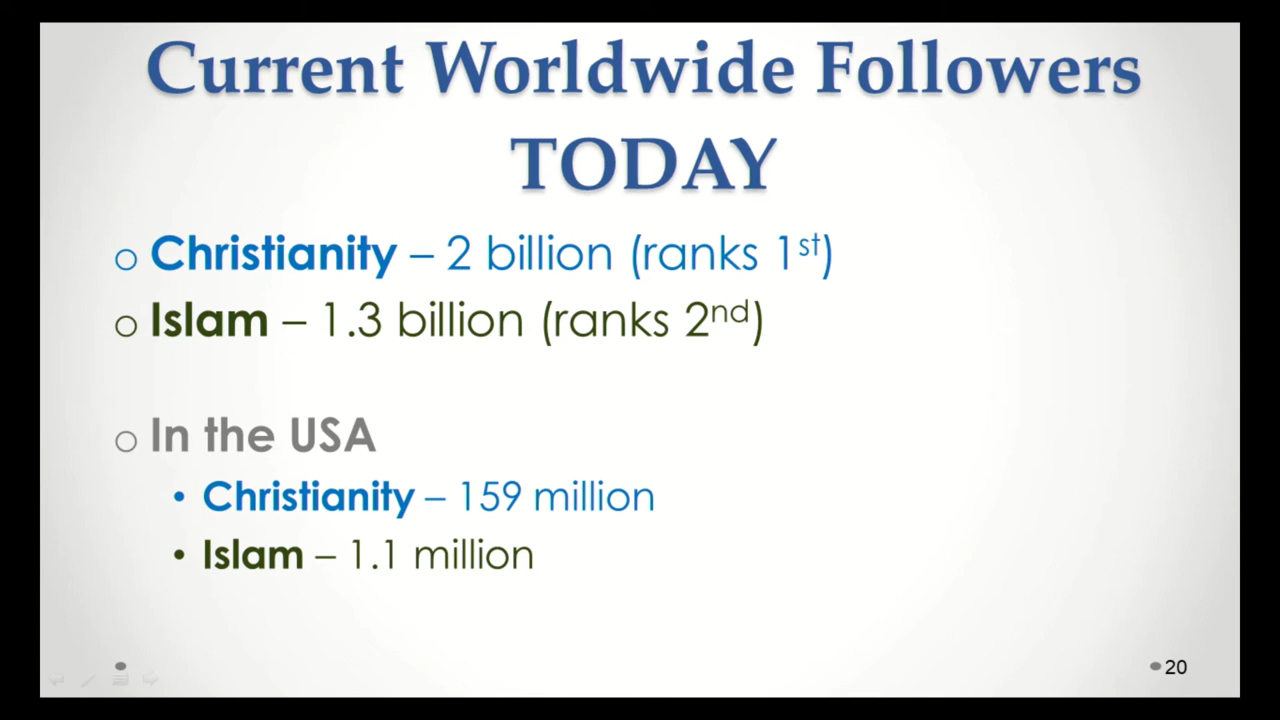 Current Worldwide Followers
TODAY
o Christianity – 2 billion (ranks 1st)
o Islam – 1.3 billion (ranks 2nd)
o In the USA
• Christianity – 159 million
• Islam – 1.1 million
20